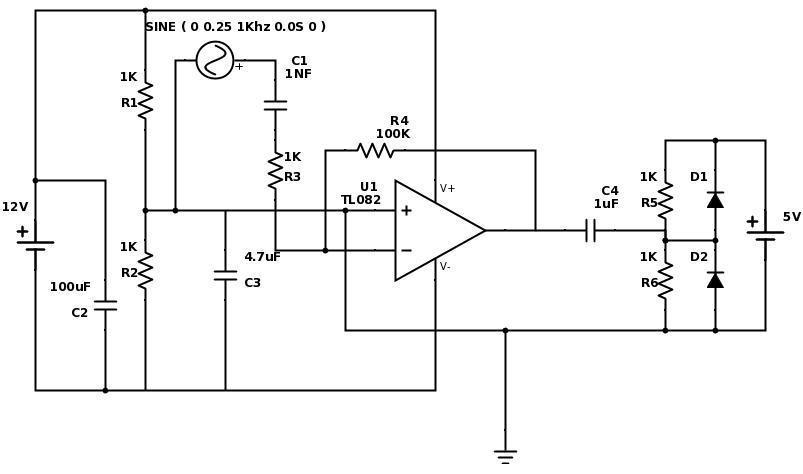 SINE ( 0 0.25 1Khz 0.0S 0 )
+
C1
1NF
1K
R1
R4
100K
1K
R3
U1
TL082
V+
12V
+
+
−
V-
1K
R2
4.7uF
C3
100uF
C2
C4
1uF
1K
R5
D1
+
5V
1K
R6
D2